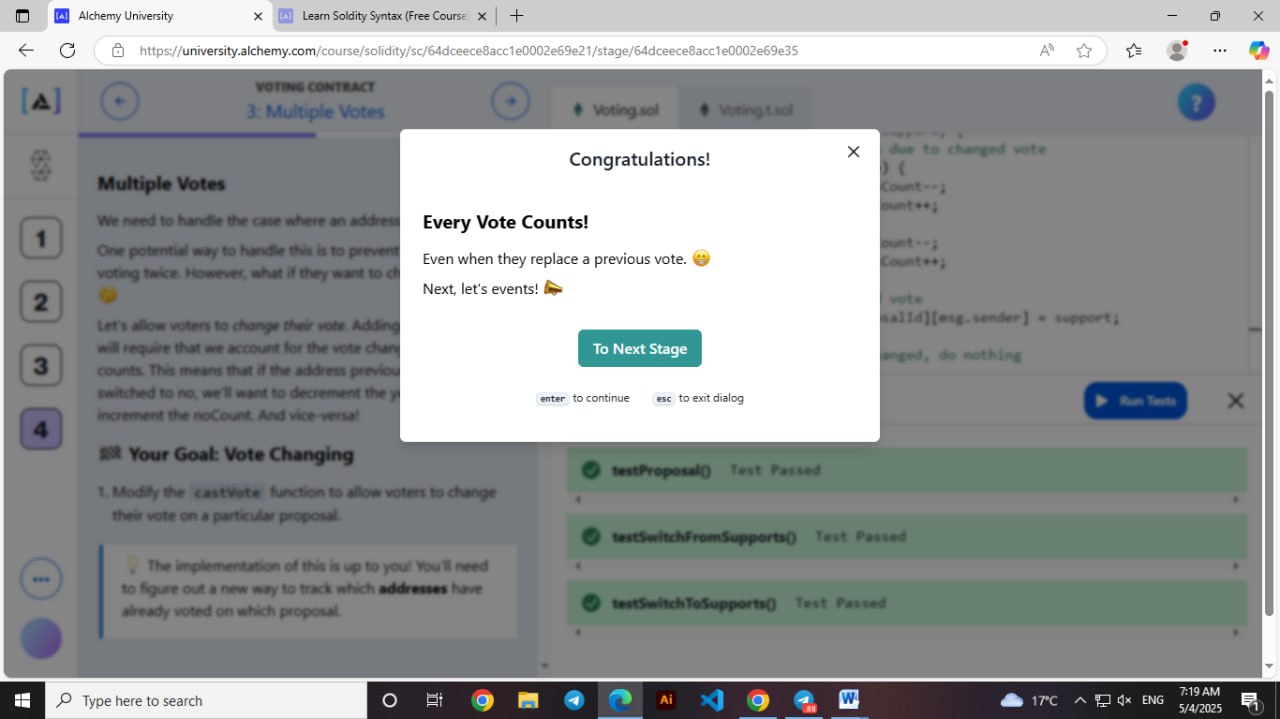 Alchemy University
Learn Soldity Syntax (Free Course)
https://university.alchemy.com/course/solidity/sc/64dceece8acc1e0002e69e21/stage/64dceece8acc1e0002e69e35
VOTING CONTRACT
3: Multiple Votes
Voting.sol
Voting.t.sol
?
1
2
3
4
Multiple Votes
We need to handle the case where an address
One potential way to handle this is to prevent
voting twice. However, what if they want to
🤔
Let's allow voters to change their vote. Adding
will require that we account for the vote
counts. This means that if the address
switched to no, we'll want to decrement the
increment the noCount. And vice-versa!
🏁 Your Goal: Vote Changing
1. Modify the castVote function to allow voters to change
their vote on a particular proposal.
💡 The implementation of this is up to you! You'll need
to figure out a new way to track which addresses have
already voted on which proposal.
Congratulations!
Every Vote Counts!
Even when they replace a previous vote. 😁
Next, let's events! 📣
To Next Stage
enter to continue
esc to exit dialog
due to changed vote
) {
Count--;
Count++;
Count--;
Count++;
vote
salId][msg.sender] = support;
anged, do nothing
Run Tests
testProposal() Test Passed
testSwitchFromSupports() Test Passed
testSwitchToSupports() Test Passed
Type here to search
Ai
W
17°C
ENG
7:19 AM
5/4/2025
1